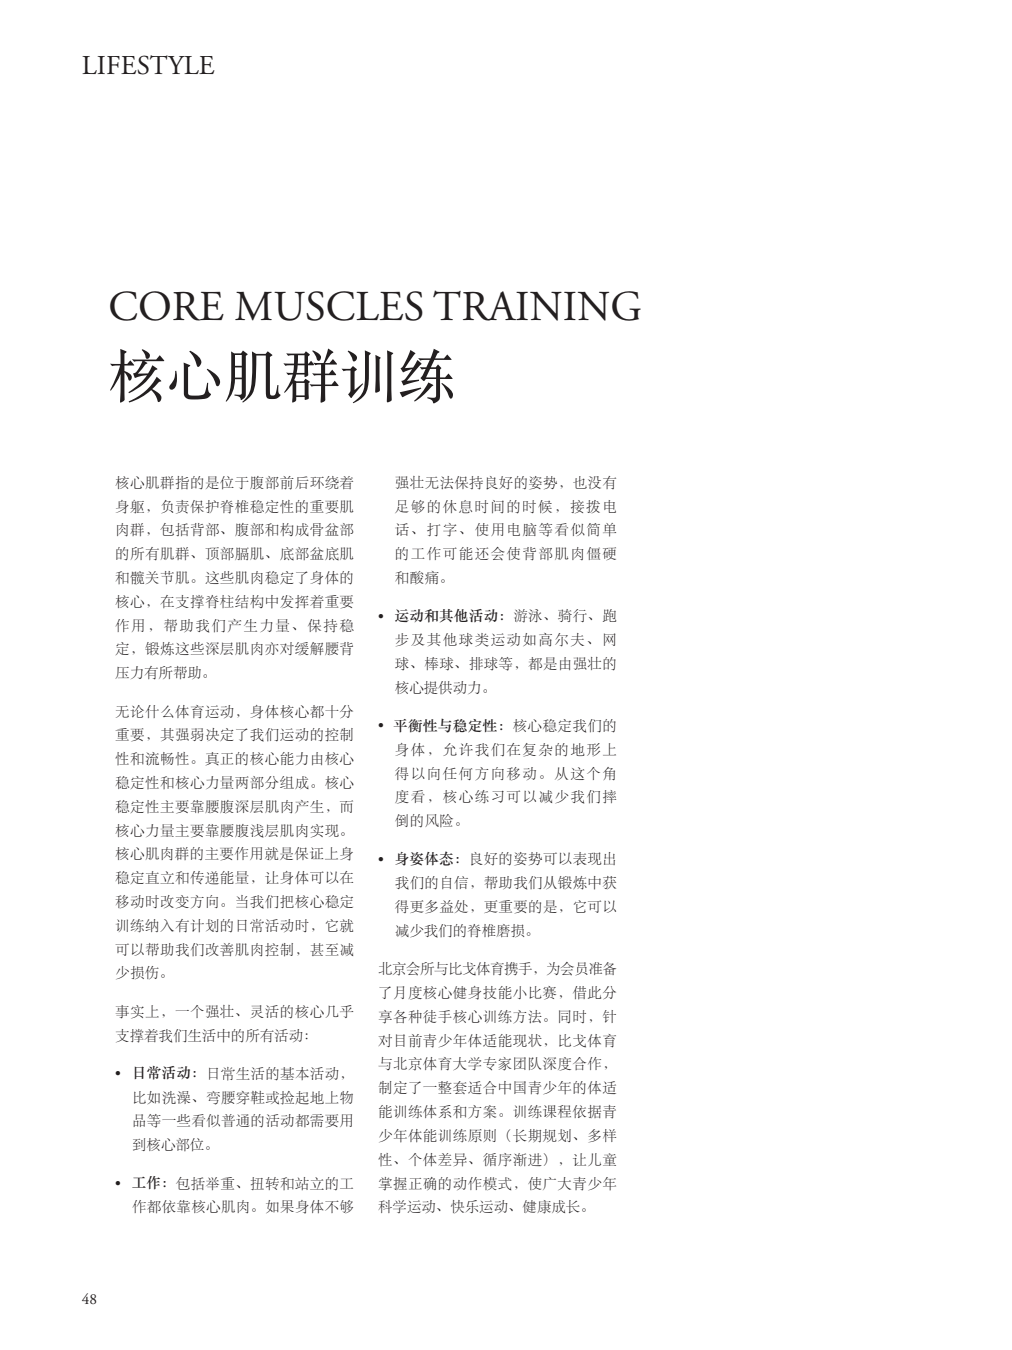 LIFESTYLE
CORE MUSCLES TRAINING
核心肌群训练
核心肌群指的是位于腹部前后环绕着
身躯，负责保护脊椎稳定性的重要肌
肉群，包括背部、腹部和构成骨盆部
的所有肌群、顶部膈肌、底部盆底肌
和髋关节肌。这些肌肉稳定了身体的
核心，在支撑脊柱结构中发挥着重要
作用，帮助我们产生力量、保持稳
定，锻炼这些深层肌肉亦对缓解腰背
压力有所帮助。
无论什么体育运动，身体核心都十分
重要，其强弱决定了我们运动的控制
性和流畅性。真正的核心能力由核心
稳定性和核心力量两部分组成。核心
稳定性主要靠腰腹深层肌肉产生，而
核心力量主要靠腰腹浅层肌肉实现。
核心肌肉群的主要作用就是保证上身
稳定直立和传递能量，让身体可以在
移动时改变方向。当我们把核心稳定
训练纳入有计划的日常活动时，它就
可以帮助我们改善肌肉控制，甚至减
少损伤。
事实上，一个强壮、灵活的核心几乎
支撑着我们生活中的所有活动：
• 日常活动：日常生活的基本活动，
比如洗澡、弯腰穿鞋或捡起地上物
品等一些看似普通的活动都需要用
到核心部位。
• 工作：包括举重、扭转和站立的工
作都依靠核心肌肉。如果身体不够
强壮无法保持良好的姿势，也没有
足够的休息时间的时候，接拨电
话、打字、使用电脑等看似简单
的工作可能还会使背部肌肉僵硬
和酸痛。
• 运动和其他活动：游泳、骑行、跑
步及其他球类运动如高尔夫、网
球、棒球、排球等，都是由强壮的
核心提供动力。
• 平衡性与稳定性：核心稳定我们的
身体，允许我们在复杂的地形上
得以向任何方向移动。从这个角
度看，核心练习可以减少我们摔
倒的风险。
• 身姿体态：良好的姿势可以表现出
我们的自信，帮助我们从锻炼中获
得更多益处，更重要的是，它可以
减少我们的脊椎磨损。
北京会所与比戈体育携手，为会员准备
了月度核心健身技能小比赛，借此分
享各种徒手核心训练方法。同时，针
对目前青少年体适能现状，比戈体育
与北京体育大学专家团队深度合作，
制定了一整套适合中国青少年的体适
能训练体系和方案。训练课程依据青
少年体能训练原则（长期规划、多样
性、个体差异、循序渐进），让儿童
掌握正确的动作模式，使广大青少年
科学运动、快乐运动、健康成长。
48